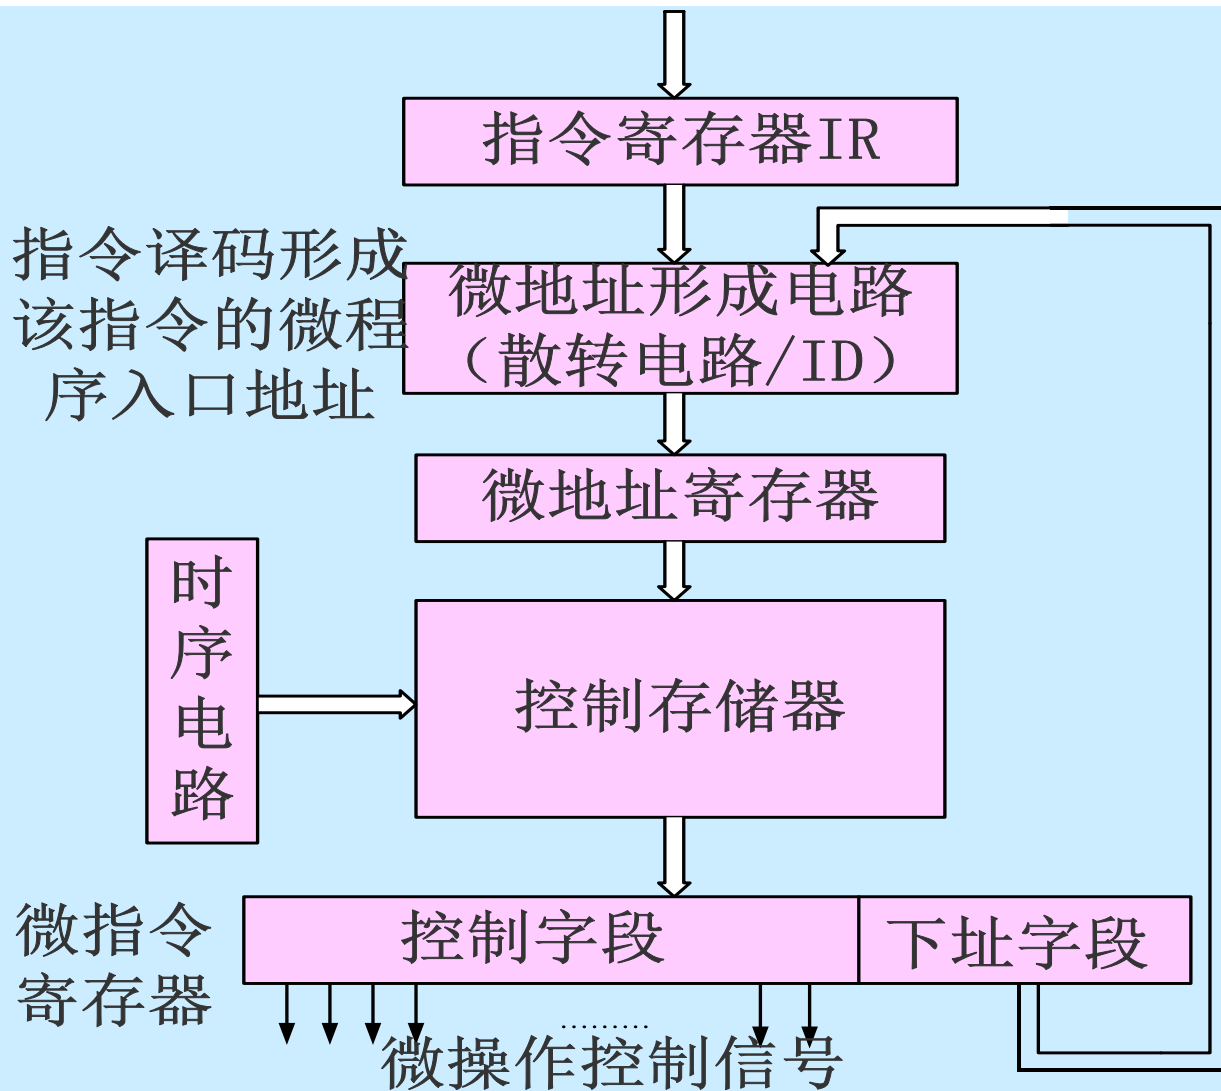 指令寄存器IR
指令译码形成
该指令的微程
序入口地址
微地址形成电路
（散转电路/ID）
微地址寄存器
时
序
电
路
控制存储器
微指令
寄存器
控制字段
下址字段
………
微操作控制信号